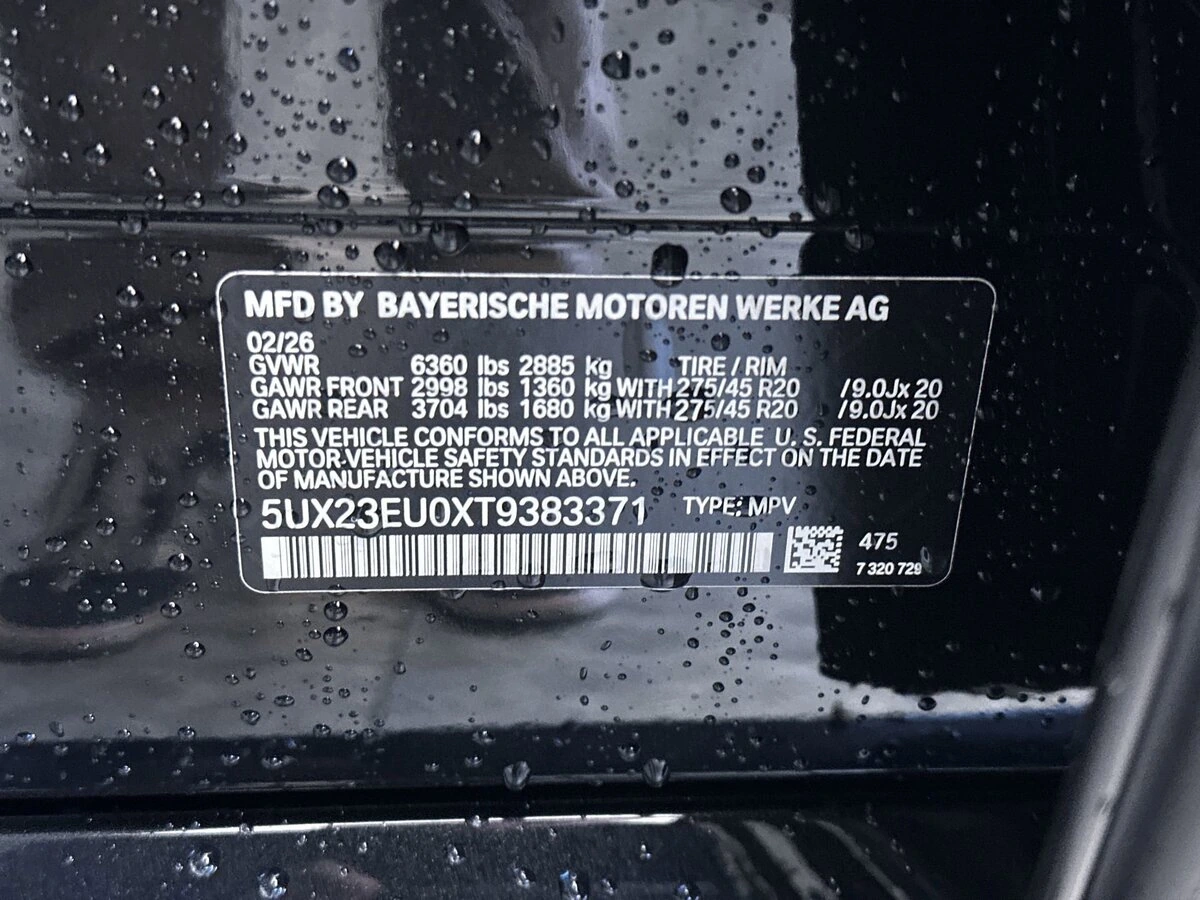 MFD BY BAYERISCHE MOTOREN WERKE AG
02/26
GVWR 6360 lbs 2885 kg TIRE / RIM
GAWR FRONT 2998 lbs 1360 kg WITH 275/45 R20 /9.0Jx 20
GAWR REAR 3704 lbs 1680 kg WITH 275/45 R20 /9.0Jx 20
THIS VEHICLE CONFORMS TO ALL APPLICABLE U. S. FEDERAL
MOTOR VEHICLE SAFETY STANDARDS IN EFFECT ON THE DATE
OF MANUFACTURE SHOWN ABOVE.
5UX23EU0XT9383371 TYPE: MPV
475
7 320 729